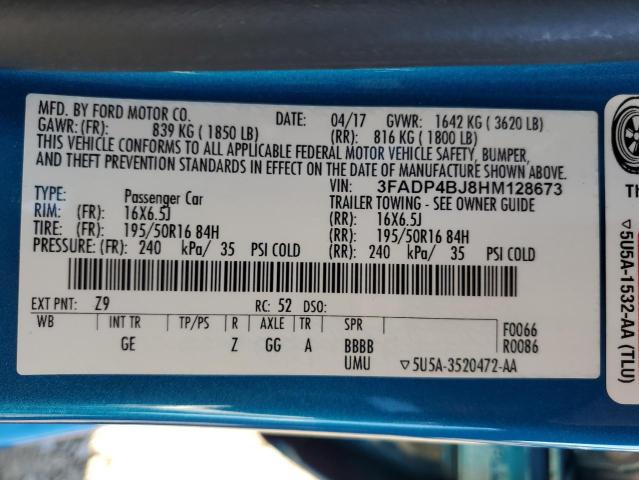 MFD. BY FORD MOTOR CO.
DATE: 04/17 GVWR: 1642 KG ( 3620 LB)
GAWR: (FR): 839 KG ( 1850 LB) (RR): 816 KG ( 1800 LB)
THIS VEHICLE CONFORMS TO ALL APPLICABLE FEDERAL MOTOR VEHICLE SAFETY, BUMPER,
AND THEFT PREVENTION STANDARDS IN EFFECT ON THE DATE OF MANUFACTURE SHOWN ABOVE.
VIN: 3FADP4BJ8HM128673
TYPE: Passenger Car TRAILER TOWING - SEE OWNER GUIDE
RIM: (FR): 16X6.5J (RR): 16X6.5J
TIRE: (FR): 195/50R16 84H (RR): 195/50R16 84H
PRESSURE: (FR): 240 kPa/ 35 PSI COLD (RR): 240 kPa/ 35 PSI COLD
EXT PNT: Z9 RC: 52 DSO:
WB INT TR TP/PS R AXLE TR SPR F0066
GE Z GG A BBBB R0086
UMU ▽5U5A-3520472-AA
TH
▽5U5A-1532-AA (TLU)